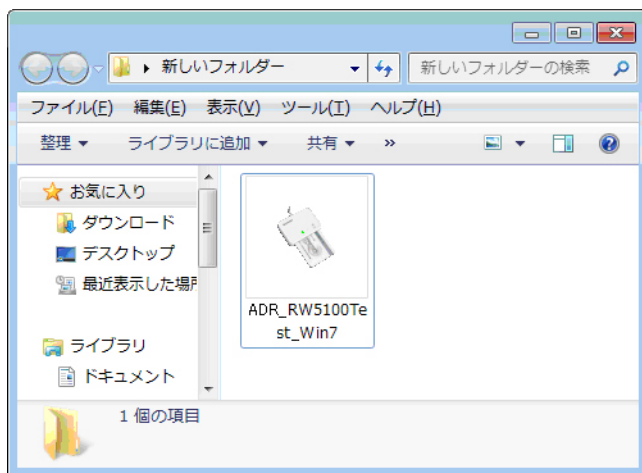 新しいフォルダー
新しいフォルダーの検索
ファイル(F) 編集(E) 表示(V) ツール(T) ヘルプ(H)
整理 ライブラリに追加 共有 »
お気に入り
ダウンロード
デスクトップ
最近表示した場所
ライブラリ
ドキュメント
ADR_RW5100Te
st_Win7
1 個の項目